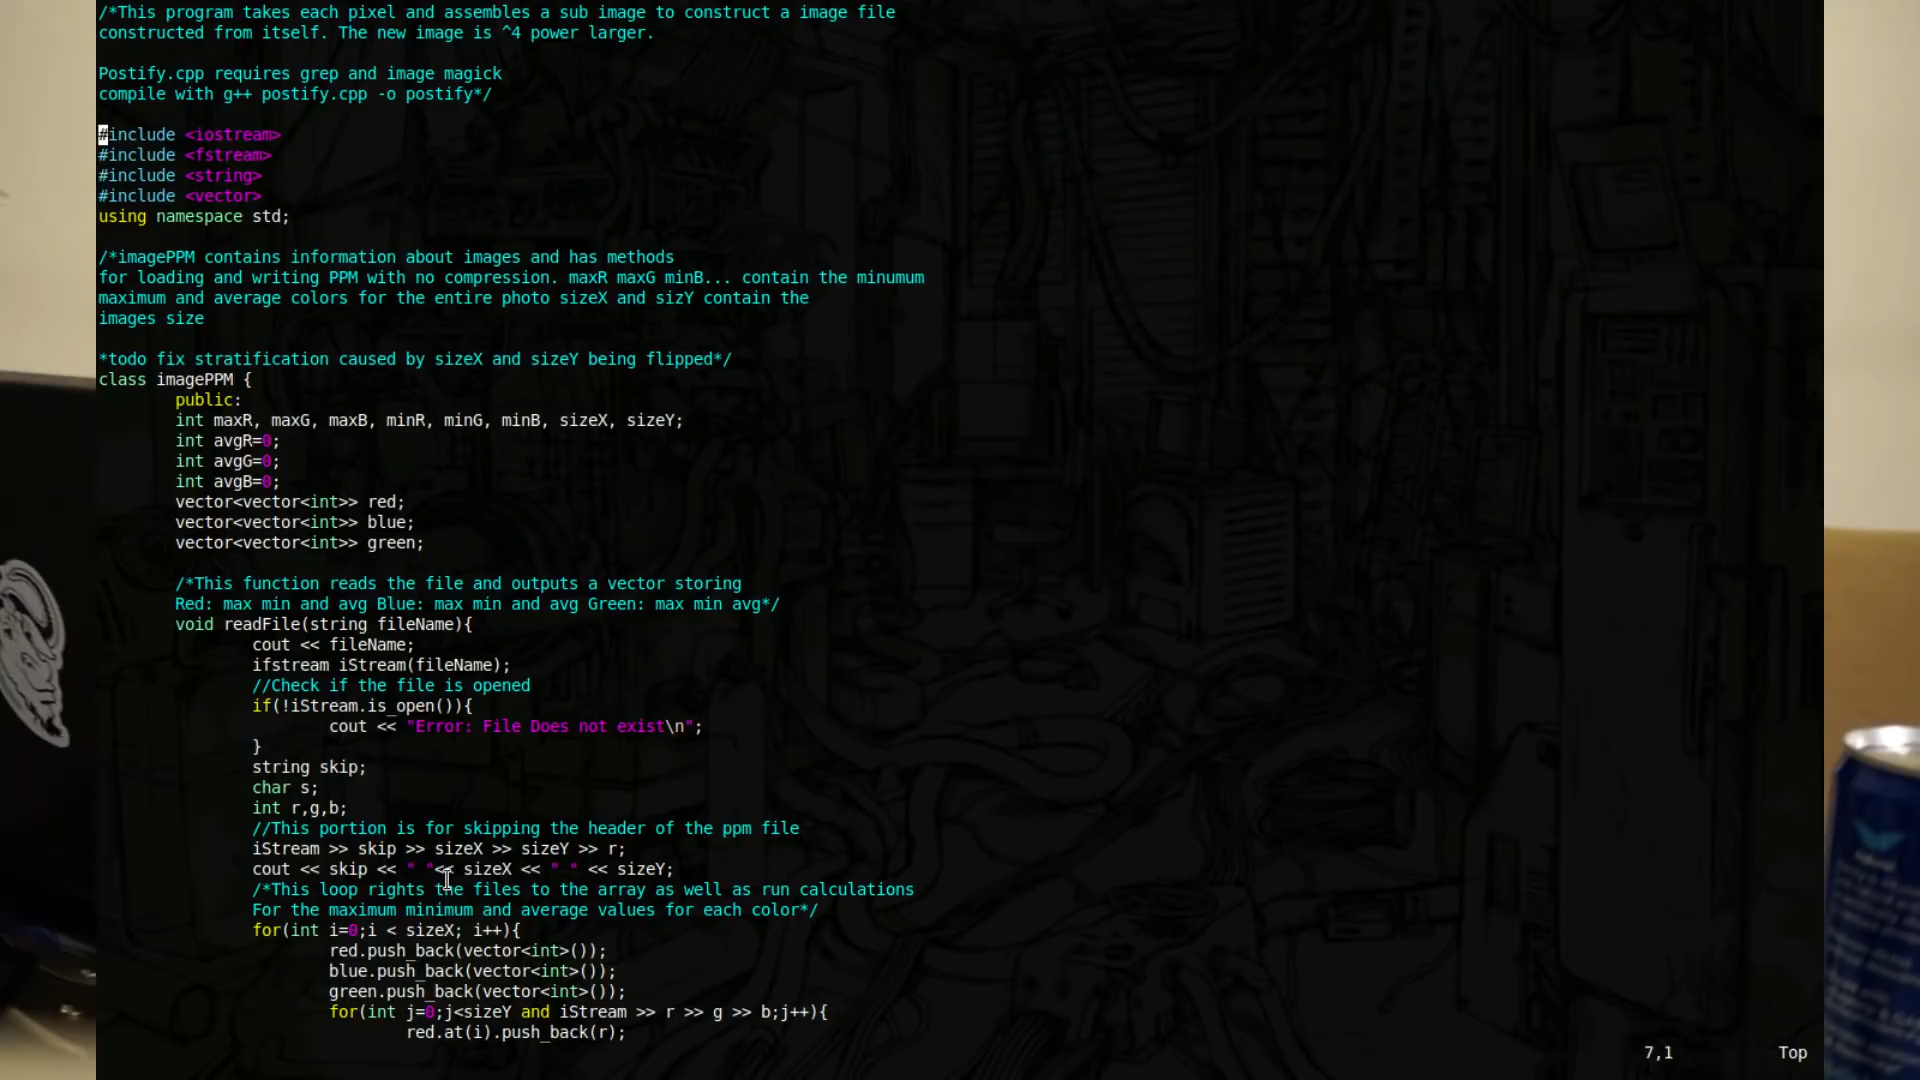 /*This program takes each pixel and assembles a sub image to construct a image file
constructed from itself. The new image is ^4 power larger.
Postify.cpp requires grep and image magick
compile with g++ postify.cpp -o postify*/
#include <iostream>
#include <fstream>
#include <string>
#include <vector>
using namespace std;
/*imagePPM contains information about images and has methods
for loading and writing PPM with no compression. maxR maxG minB... contain the minumum
maximum and average colors for the entire photo sizeX and sizY contain the
images size
*todo fix stratification caused by sizeX and sizeY being flipped*/
class imagePPM {
public:
int maxR, maxG, maxB, minR, minG, minB, sizeX, sizeY;
int avgR=0;
int avgG=0;
int avgB=0;
vector<vector<int>> red;
vector<vector<int>> blue;
vector<vector<int>> green;
/*This function reads the file and outputs a vector storing
Red: max min and avg Blue: max min and avg Green: max min avg*/
void readFile(string fileName){
cout << fileName;
ifstream iStream(fileName);
//Check if the file is opened
if(!iStream.is_open()){
cout << "Error: File Does not exist\n";
}
string skip;
char s;
int r,g,b;
//This portion is for skipping the header of the ppm file
iStream >> skip >> sizeX >> sizeY >> r;
cout << skip << " "<< sizeX << " " << sizeY;
/*This loop rights the files to the array as well as run calculations
For the maximum minimum and average values for each color*/
for(int i=0;i < sizeX; i++){
red.push_back(vector<int>());
blue.push_back(vector<int>());
green.push_back(vector<int>());
for(int j=0;j<sizeY and iStream >> r >> g >> b;j++){
red.at(i).push_back(r);
7,1 Top